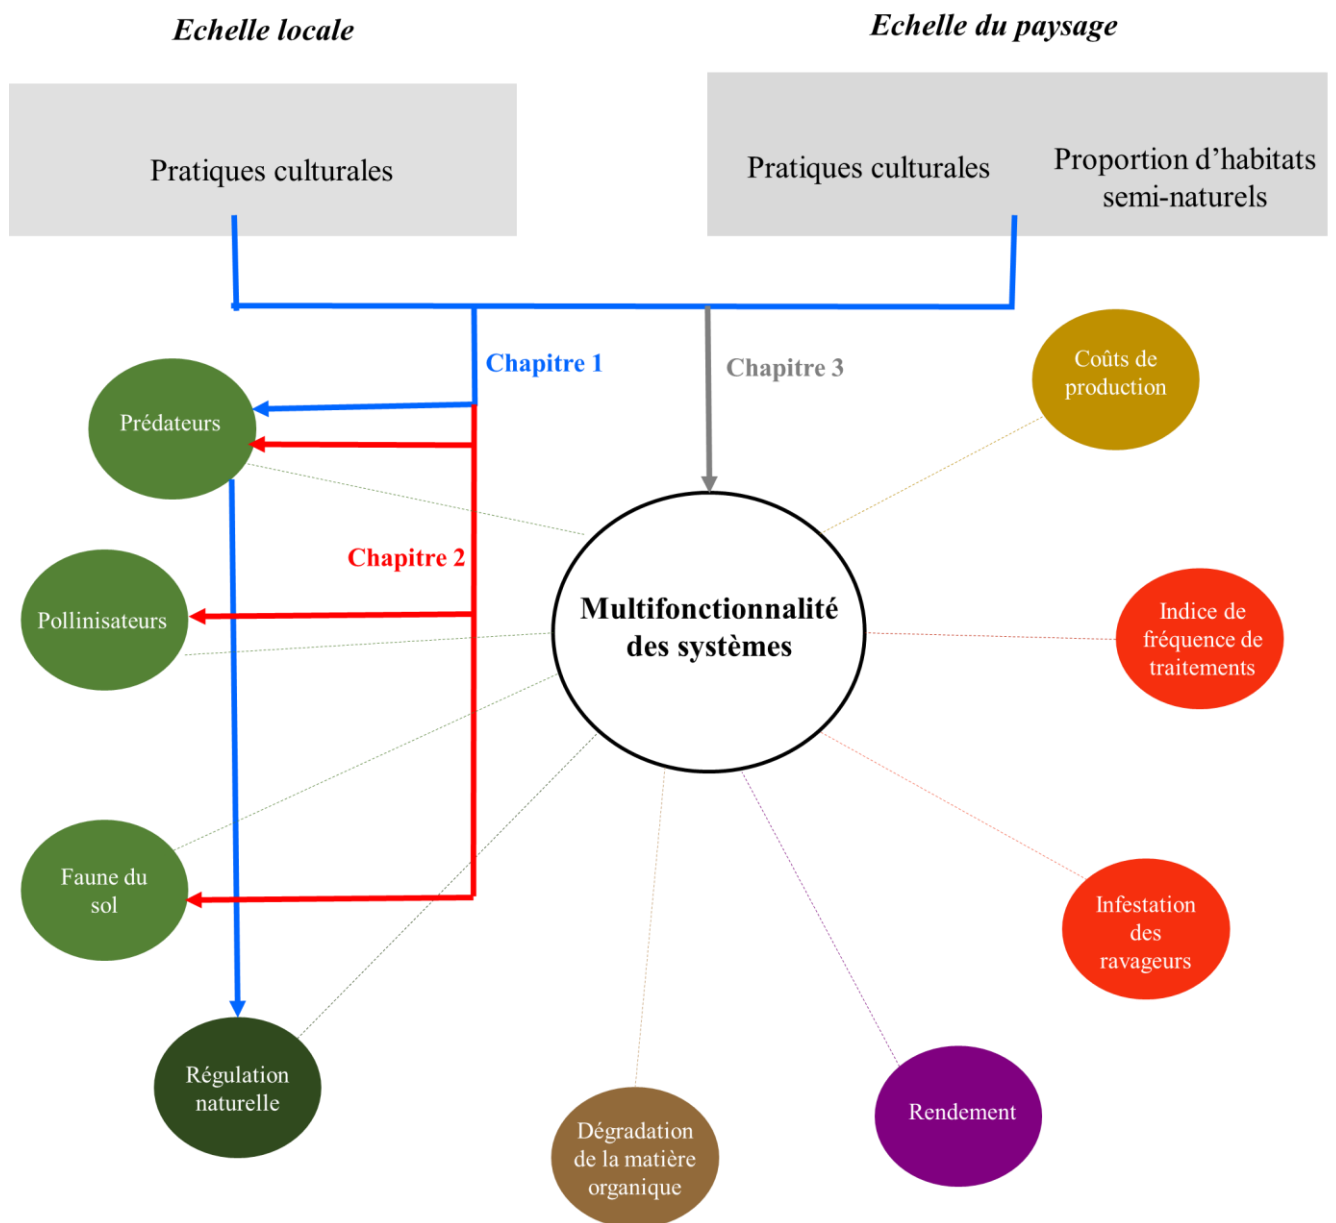 Echelle locale
Echelle du paysage
Pratiques culturales
Pratiques culturales
Proportion d’habitats
semi-naturels
Chapitre 1
Chapitre 3
Coûts de
production
Prédateurs
Chapitre 2
Pollinisateurs
Multifonctionnalité
des systèmes
Indice de
fréquence de
traitements
Faune du
sol
Infestation
des
ravageurs
Régulation
naturelle
Dégradation
de la matière
organique
Rendement